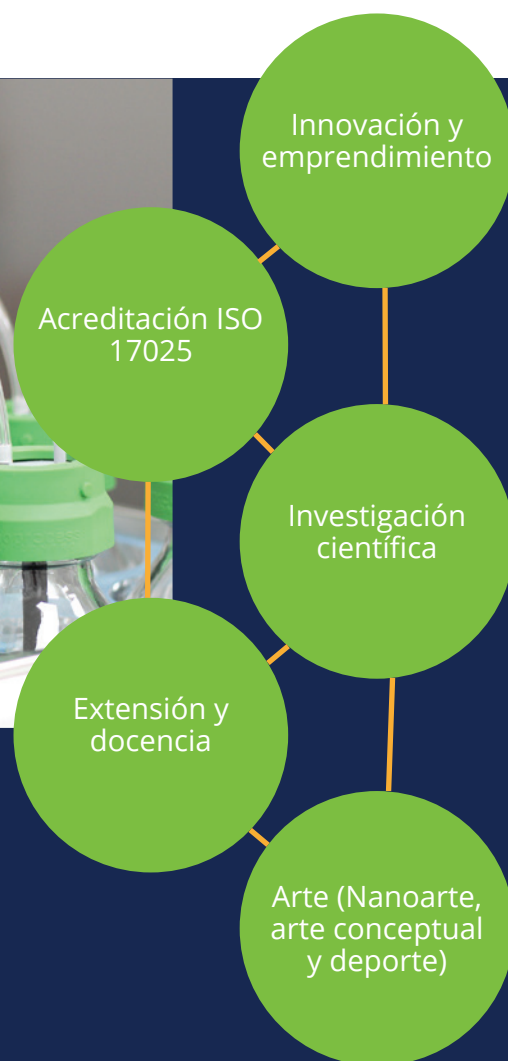 Innovación y
emprendimiento
Acreditación ISO
17025
Investigación
científica
Extensión y
docencia
Arte (Nanoarte,
arte conceptual
y deporte)